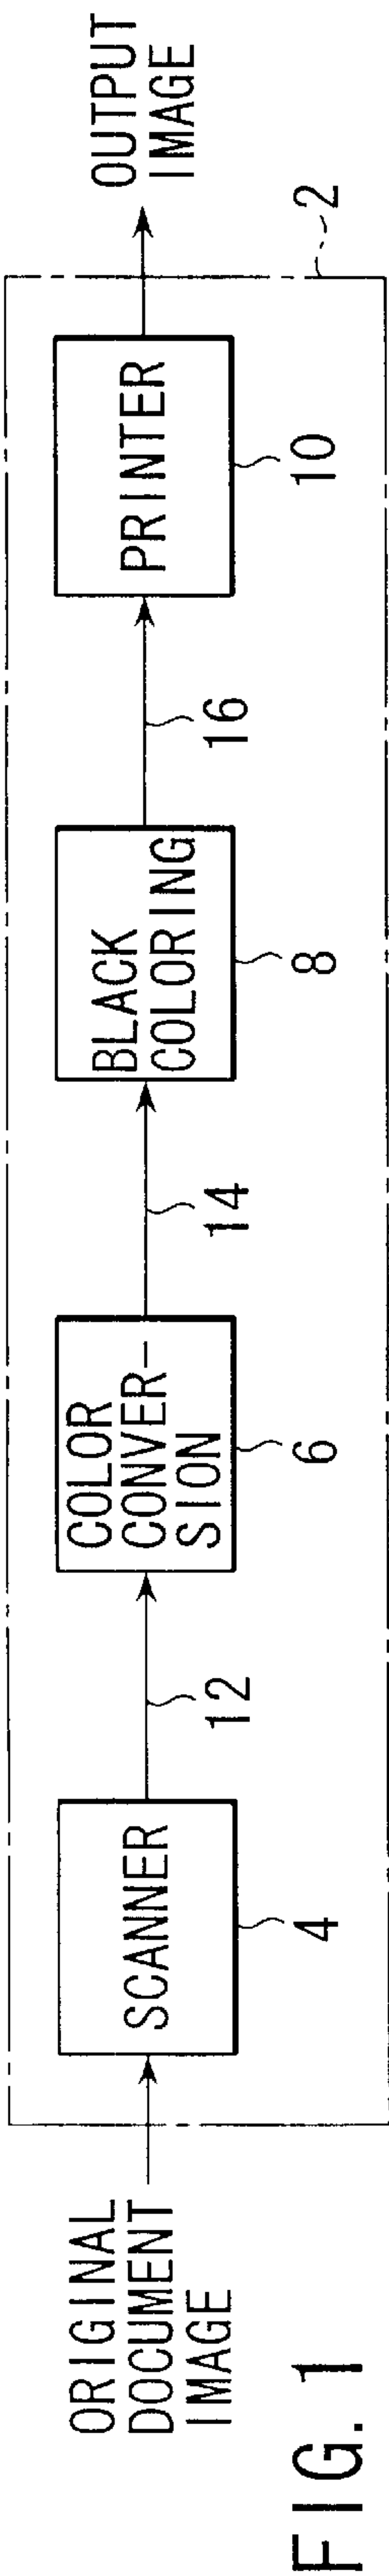 ORIGINAL
DOCUMENT
IMAGE
SCANNER
4
12
COLOR
CONVER-
SION
6
14
BLACK
COLORING
8
16
PRINTER
10
2
OUTPUT
IMAGE
FIG. 1